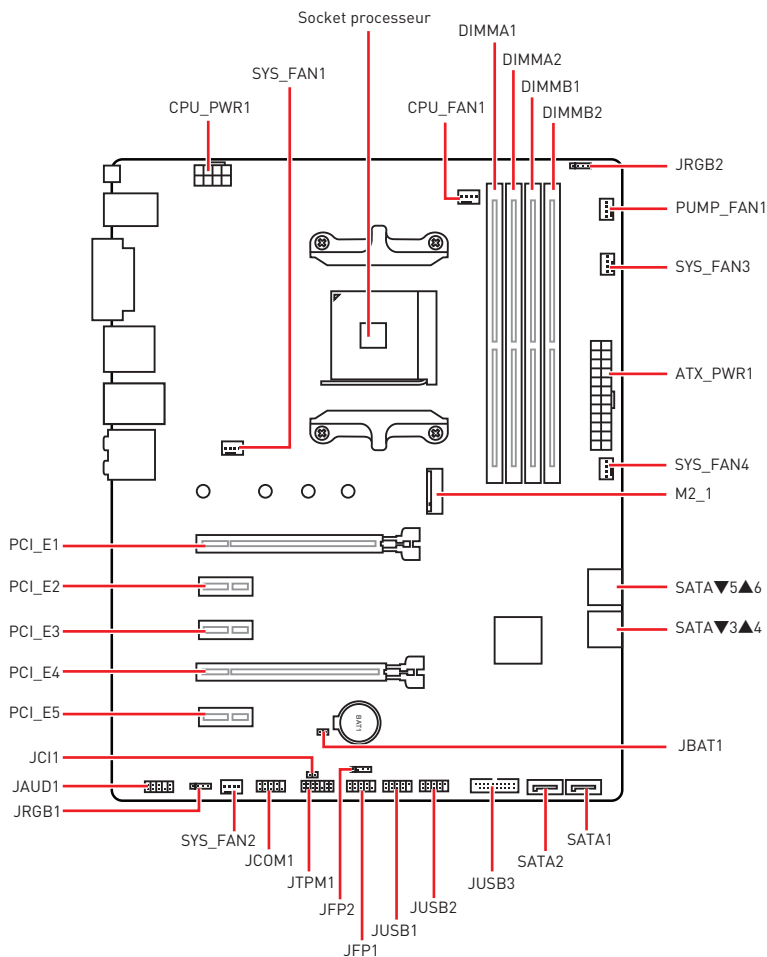 Socket processeur
DIMMA1
DIMMA2
SYS_FAN1
DIMMB1
CPU_PWR1
CPU_FAN1
DIMMB2
JRGB2
PUMP_FAN1
SYS_FAN3
ATX_PWR1
SYS_FAN4
M2_1
PCI_E1
PCI_E2
SATA▼5▲6
PCI_E3
SATA▼3▲4
PCI_E4
PCI_E5
BAT1
JBAT1
JCI1
JAUD1
JRGB1
SYS_FAN2
SATA1
JCOM1
SATA2
JTPM1
JUSB3
JFP2
JUSB2
JUSB1
JFP1